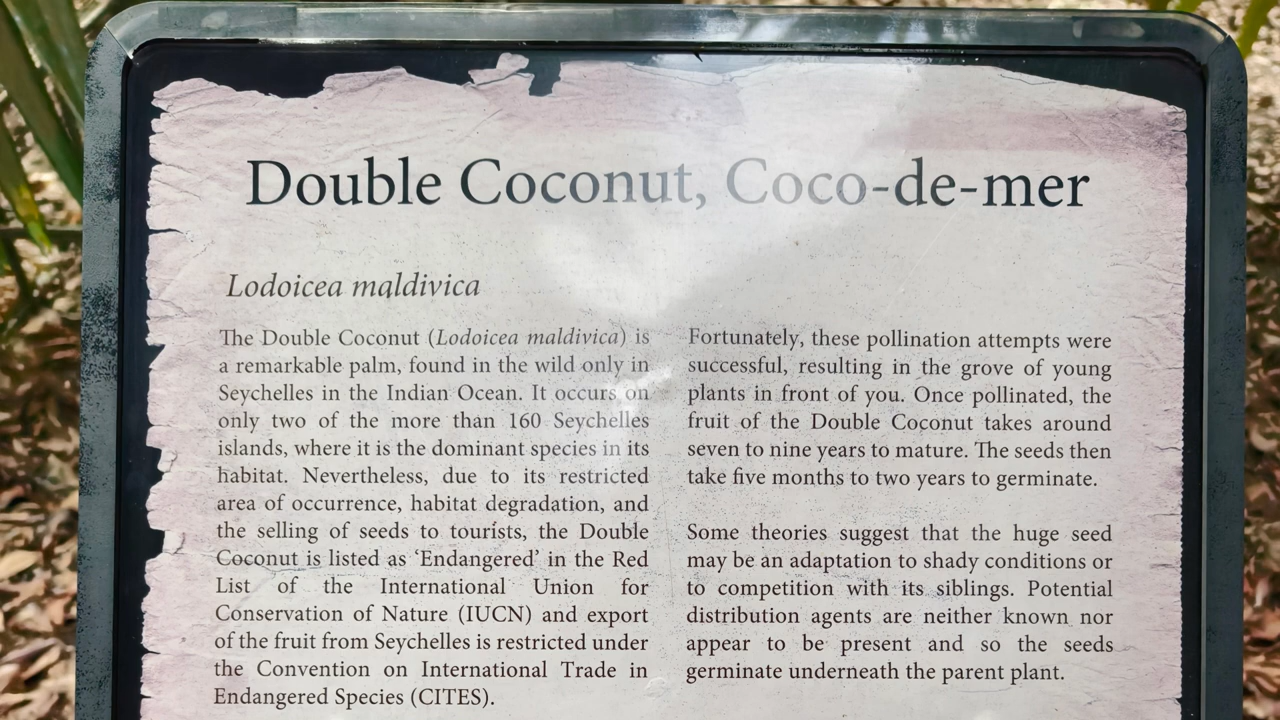 Double Coconut, Coco-de-mer
Lodoicea maldivica
The Double Coconut (Lodoicea maldivica) is
a remarkable palm, found in the wild only in
Seychelles in the Indian Ocean. It occurs on
only two of the more than 160 Seychelles
islands, where it is the dominant species in its
habitat. Nevertheless, due to its restricted
area of occurrence, habitat degradation, and
the selling of seeds to tourists, the Double
Coconut is listed as ‘Endangered’ in the Red
List of the International Union for
Conservation of Nature (IUCN) and export
of the fruit from Seychelles is restricted under
the Convention on International Trade in
Endangered Species (CITES).
Fortunately, these pollination attempts were
successful, resulting in the grove of young
plants in front of you. Once pollinated, the
fruit of the Double Coconut takes around
seven to nine years to mature. The seeds then
take five months to two years to germinate.
Some theories suggest that the huge seed
may be an adaptation to shady conditions or
to competition with its siblings. Potential
distribution agents are neither known nor
appear to be present and so the seeds
germinate underneath the parent plant.